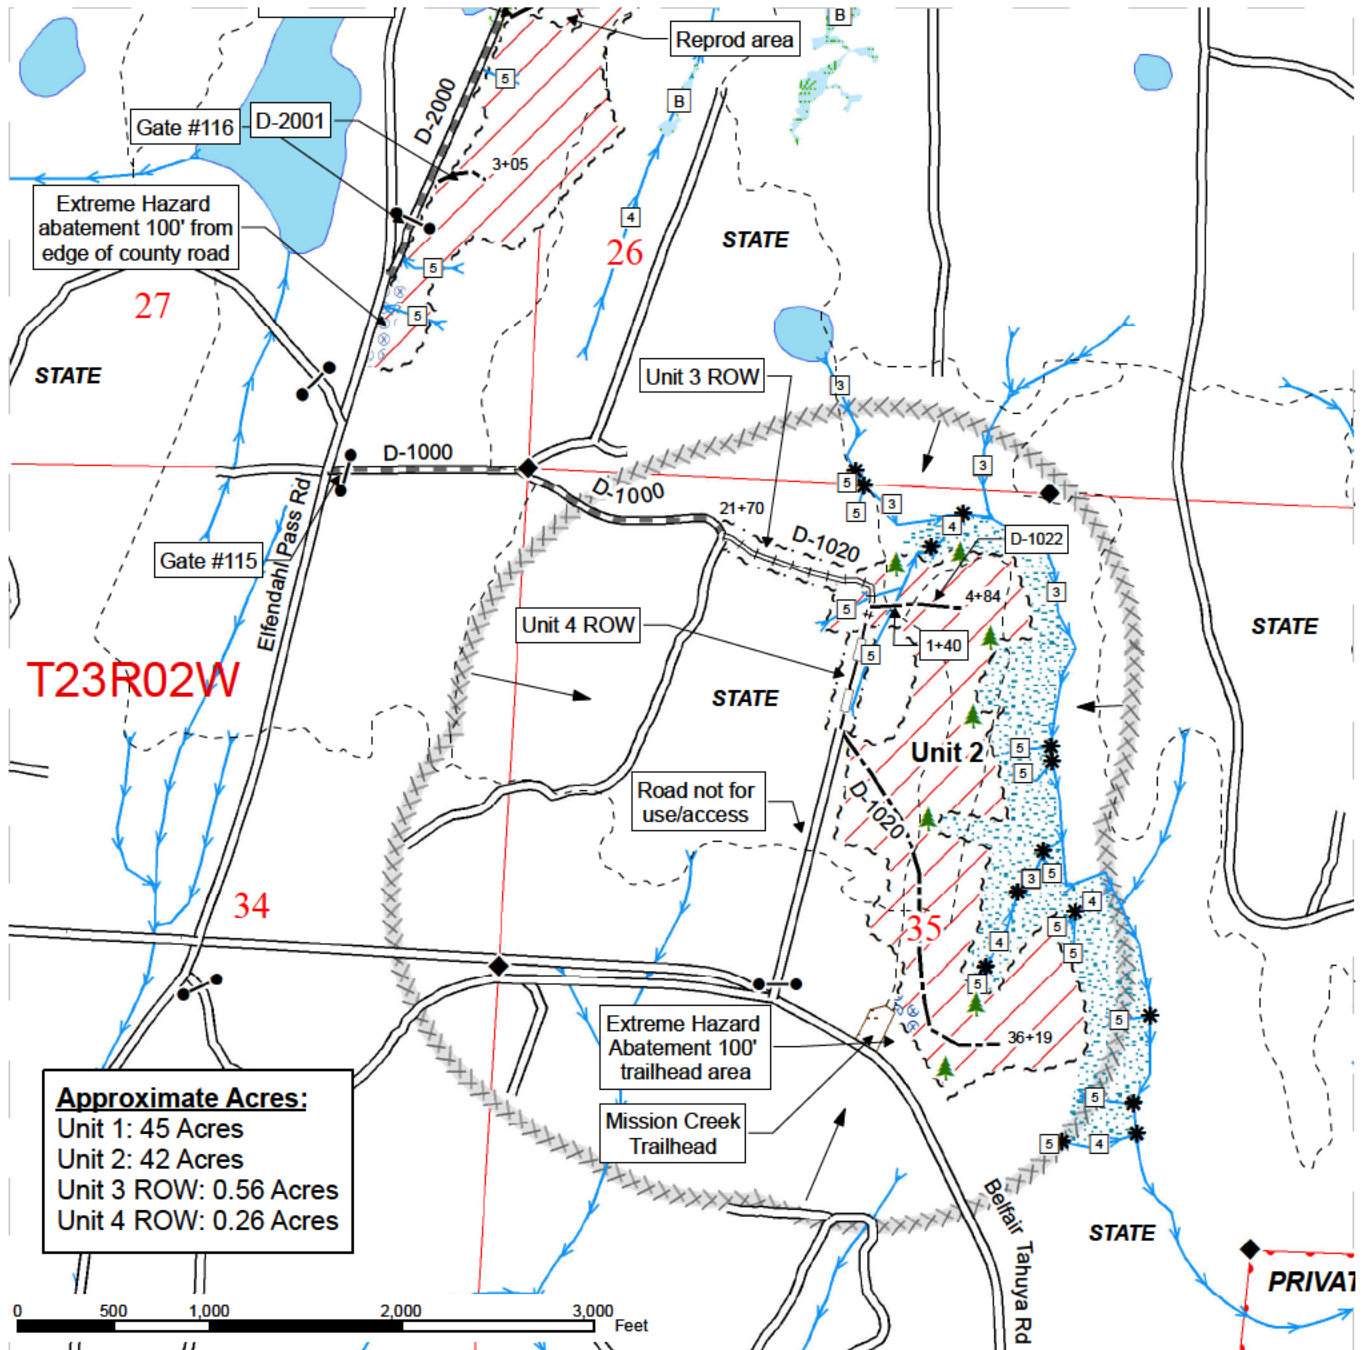 B
Reprod area
5
D-2000
B
Gate #116
D-2001
3+05
Extreme Hazard
abatement 100' from
edge of county road
4
STATE
26
5
27
5
STATE
Unit 3 ROW
3
D-1000
3
5
D-1000
21+70
3
5
4
D-1020
D-1022
Gate #115
Elfendahl Pass Rd
3
4+84
5
Unit 4 ROW
1+40
STATE
5
T23R02W
STATE
Unit 2
5
5
Road not for
use/access
D-1020
3
5
34
4
35
5
4
5
5
Extreme Hazard
Abatement 100'
trailhead area
5
36+19
Mission Creek
Trailhead
5
5
4
Approximate Acres:
Unit 1: 45 Acres
Unit 2: 42 Acres
Unit 3 ROW: 0.56 Acres
Unit 4 ROW: 0.26 Acres
Belfair Tahuya Rd
STATE
PRIVAT
0 500 1,000 2,000 3,000
Feet